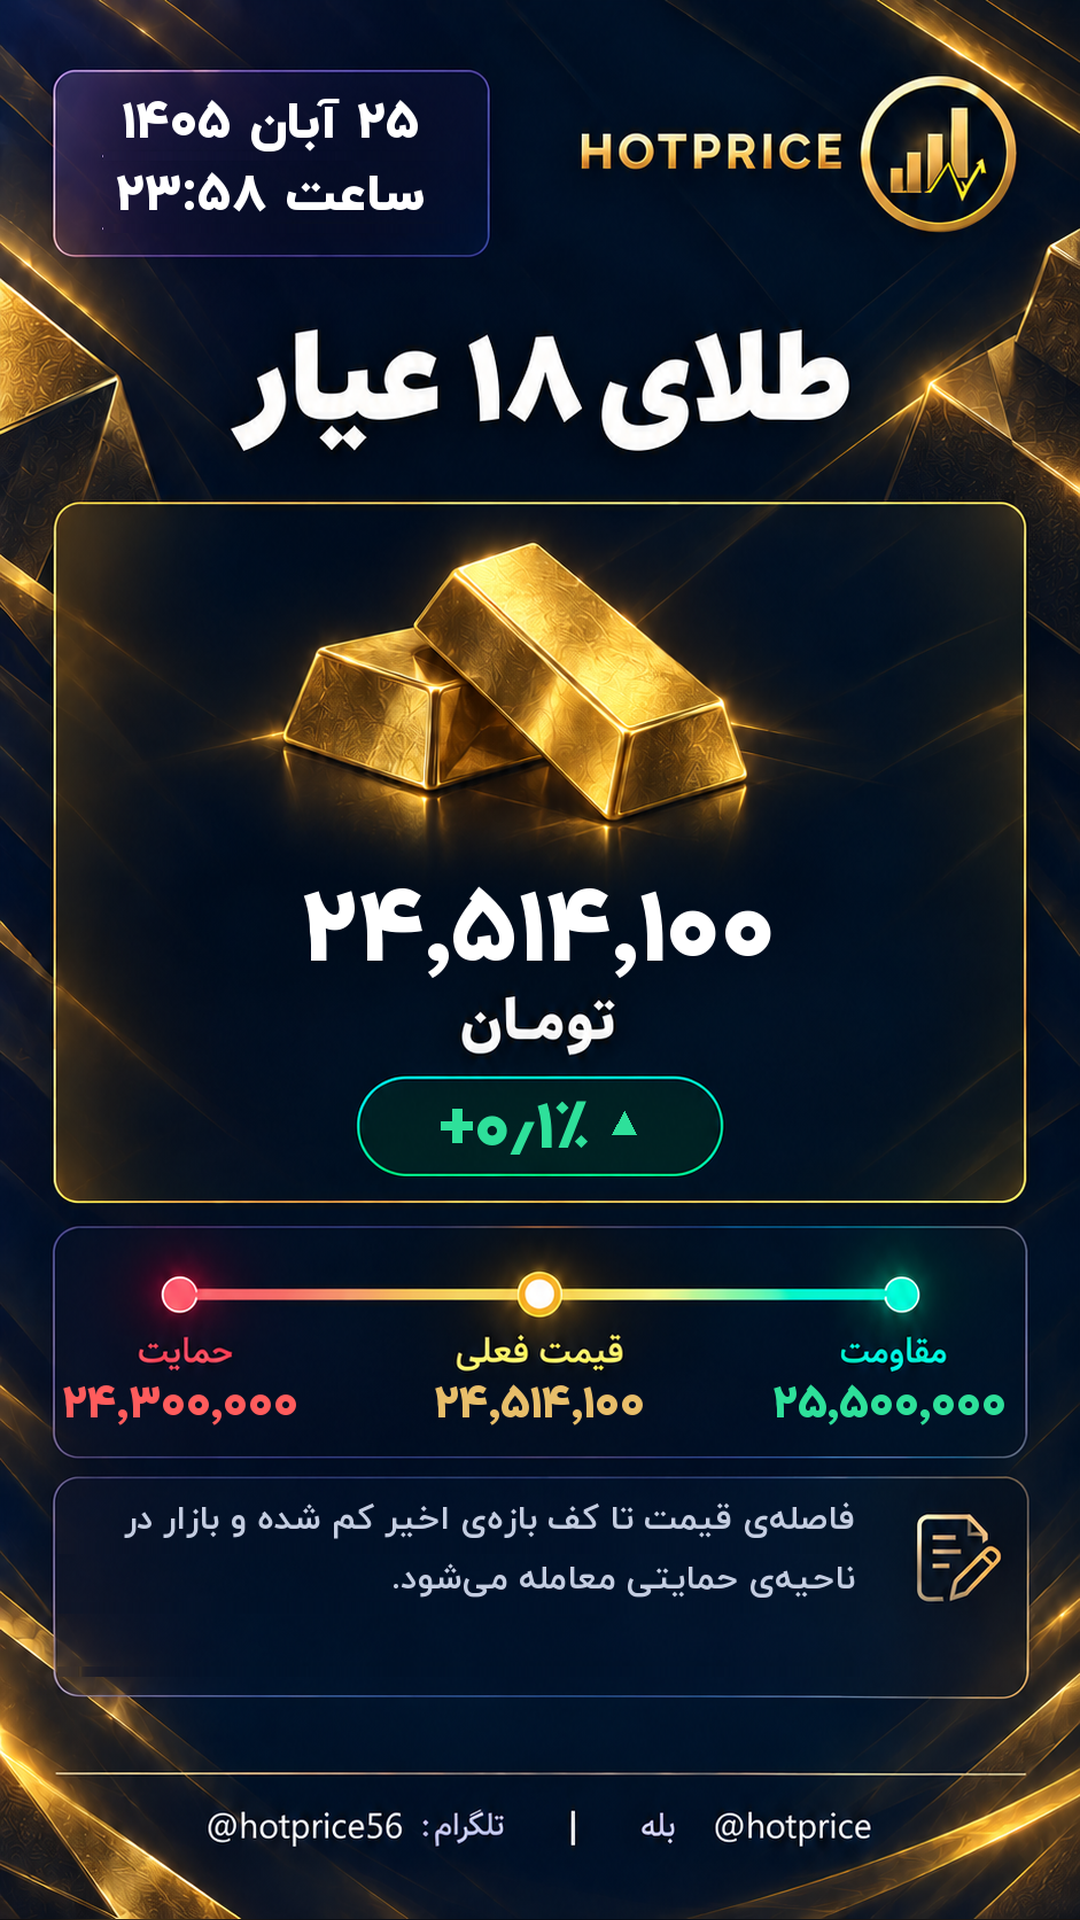 ۲۵ آبان ۱۴۰۵
ساعت ۲۳:۵۸
HOTPRICE
طلای ۱۸ عیار
۲۴,۵۱۴,۱۰۰
تومان
+۰٫۱٪ ▲
مقاومت
۲۵,۵۰۰,۰۰۰
قیمت فعلی
۲۴,۵۱۴,۱۰۰
حمایت
۲۴,۳۰۰,۰۰۰
فاصله‌ی قیمت تا کف بازه‌ی اخیر کم شده و بازار در
ناحیه‌ی حمایتی معامله می‌شود.
@hotprice بله | تلگرام: @hotprice56